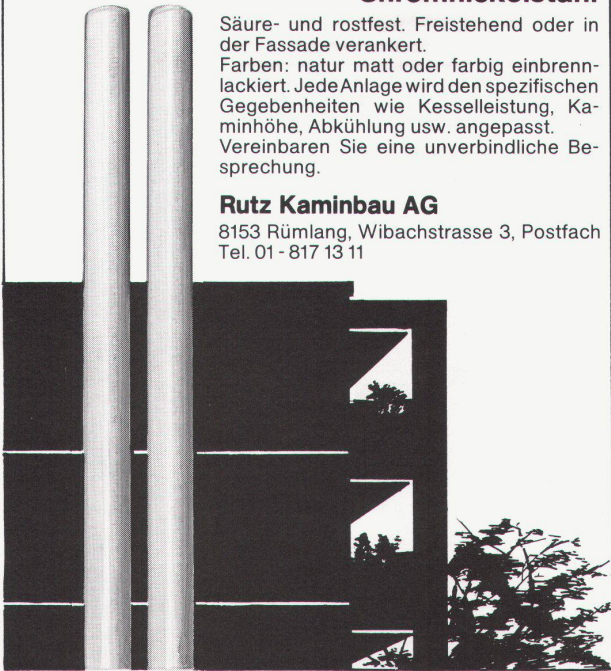 Chromnickelstahl
Säure- und rostfest. Freistehend oder in
der Fassade verankert.
Farben: natur matt oder farbig einbrenn-
lackiert. Jede Anlage wird den spezifischen
Gegebenheiten wie Kesselleistung, Ka-
minhöhe, Abkühlung usw. angepasst.
Vereinbaren Sie eine unverbindliche Be-
sprechung.
Rutz Kaminbau AG
8153 Rümlang, Wibachstrasse 3, Postfach
Tel. 01 - 817 13 11